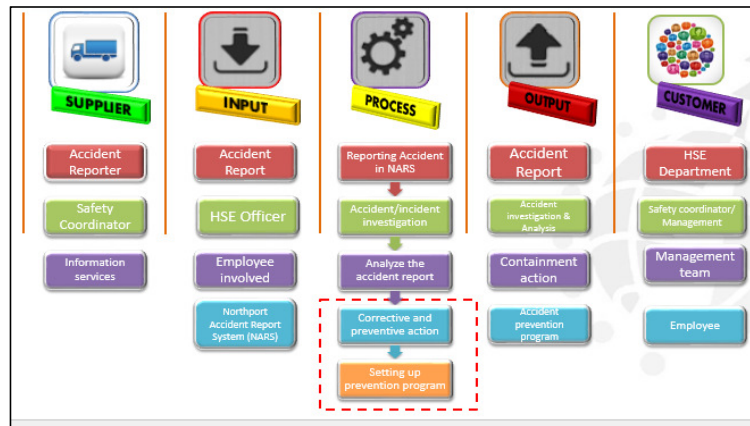 SUPPLIER
INPUT
PROCESS
OUTPUT
CUSTOMER
Accident
Reporter
Accident
Report
Reporting Accident
in NARS
Accident
Report
HSE
Department
Safety
Coordinator
HSE Officer
Accident/incident
investigation
Accident
investigation &
Analysis
Safety coordinator/
Management
Information
services
Employee
involved
Analyze the
accident report
Containment
action
Management
team
Northport
Accident Report
System (NARS)
Corrective and
preventive action
Accident
prevention
program
Employee
Setting up
prevention program